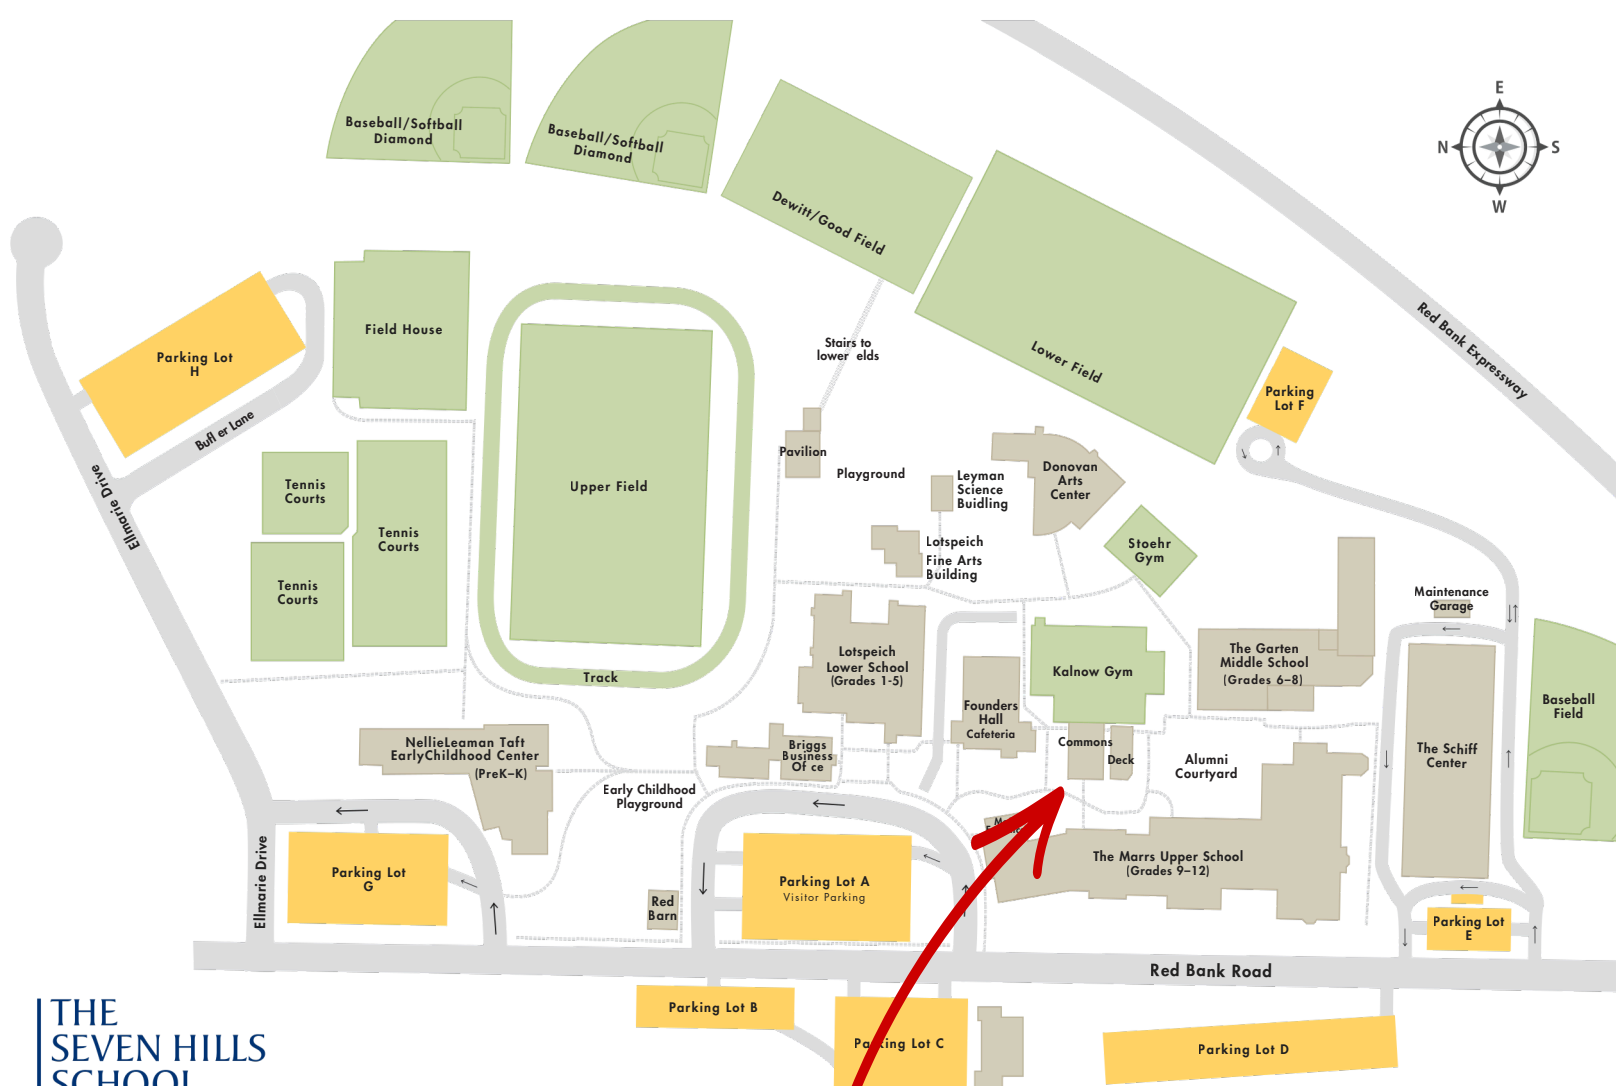 Baseball/Softball
Diamond
Baseball/Softball
Diamond
E
N
S
W
Dewitt/Good Field
Field House
Parking Lot
H
Stairs to
lower elds
Lower Field
Red Bank Expressway
Parking
Lot F
Bu er Lane
Pavilion
Playground
Leyman
Science
Buidling
Donovan
Arts
Center
Tennis
Courts
Upper Field
Ellmarie Drive
Tennis
Courts
Lotspeich
Fine Arts
Building
Stoehr
Gym
Tennis
Courts
Maintenance
Garage
Lotspeich
Lower School
(Grades 1-5)
Kalnow Gym
The Garten
Middle School
(Grades 6–8)
Track
Founders
Hall
Cafeteria
Baseball
Field
NellieLeaman Taft
EarlyChildhood Center
(PreK–K)
Briggs
Business
Of ce
Commons
Deck
Alumni
Courtyard
The Schiff
Center
Early Childhood
Playground
The Marrs Upper School
(Grades 9–12)
Ellmarie Drive
Parking Lot
G
Parking Lot A
Visitor Parking
Red
Barn
Parking Lot
E
Red Bank Road
Parking Lot B
Parking Lot C
Parking Lot D
THE
SEVEN HILLS
SCHOOL